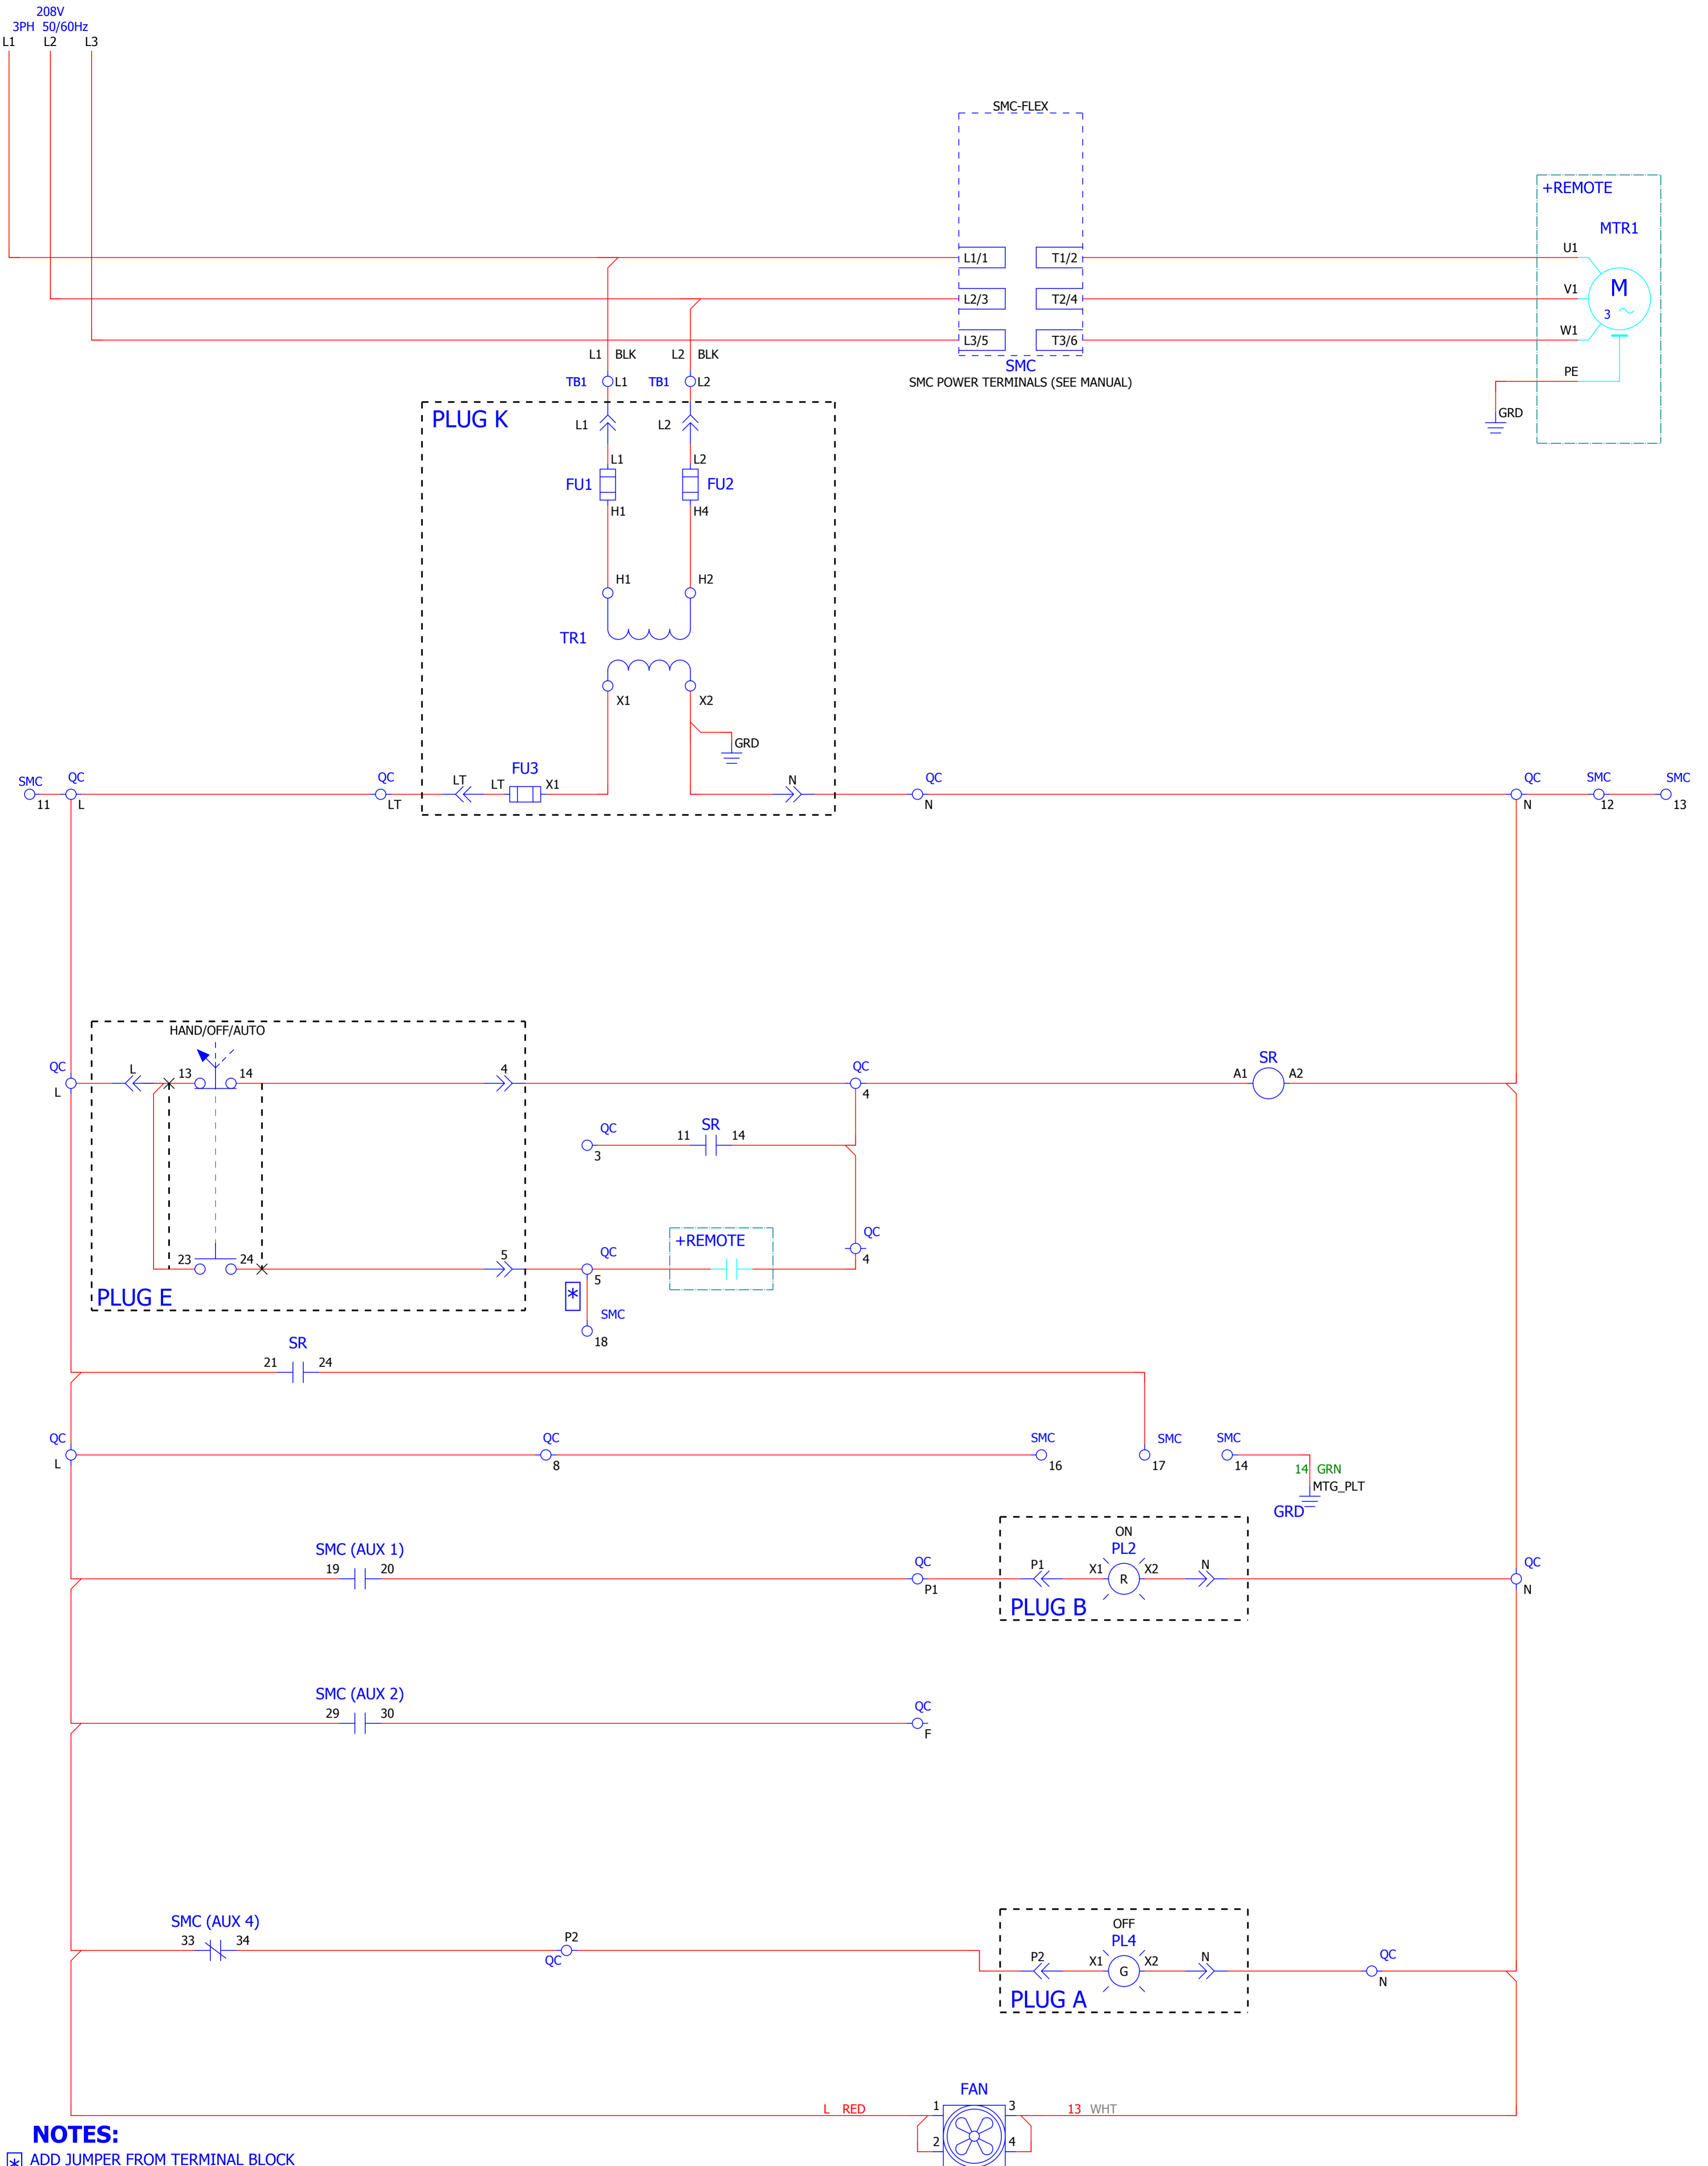 208V
3PH 50/60Hz
L1 L2 L3
SMC-FLEX
+REMOTE
MTR1
L1/1 T1/2 U1
L2/3 T2/4 V1
M
3
L3/5 T3/6 W1
SMC
SMC POWER TERMINALS (SEE MANUAL)
PE
GRD
L1 BLK L2 BLK
TB1 L1 TB1 L2
PLUG K
L1 L2
L1 L2
FU1 FU2
H1 H4
H1 H2
TR1
X1 X2
GRD
FU3
SMC QC QC LT LT X1 N QC QC SMC SMC
11 L LT N N 12 13
HAND/OFF/AUTO
QC L 13 14 4 QC A1 SR A2
L 4
QC 11 SR 14
3
+REMOTE
QC
4
23 24 5 QC
5
PLUG E
*
SMC
18
SR
21 24
QC QC SMC SMC SMC
L 8 16 17 14
14 GRN
MTG_PLT
GRD
SMC (AUX 1)
19 20
ON
PL2
QC P1 X1 R X2 N QC
P1 N
PLUG B
SMC (AUX 2)
29 30
QC
F
SMC (AUX 4)
33 34
P2
QC
OFF
PL4
P2 X1 G X2 N QC
N
PLUG A
FAN
L RED 1 3 13 WHT
2 4
NOTES:
* ADD JUMPER FROM TERMINAL BLOCK